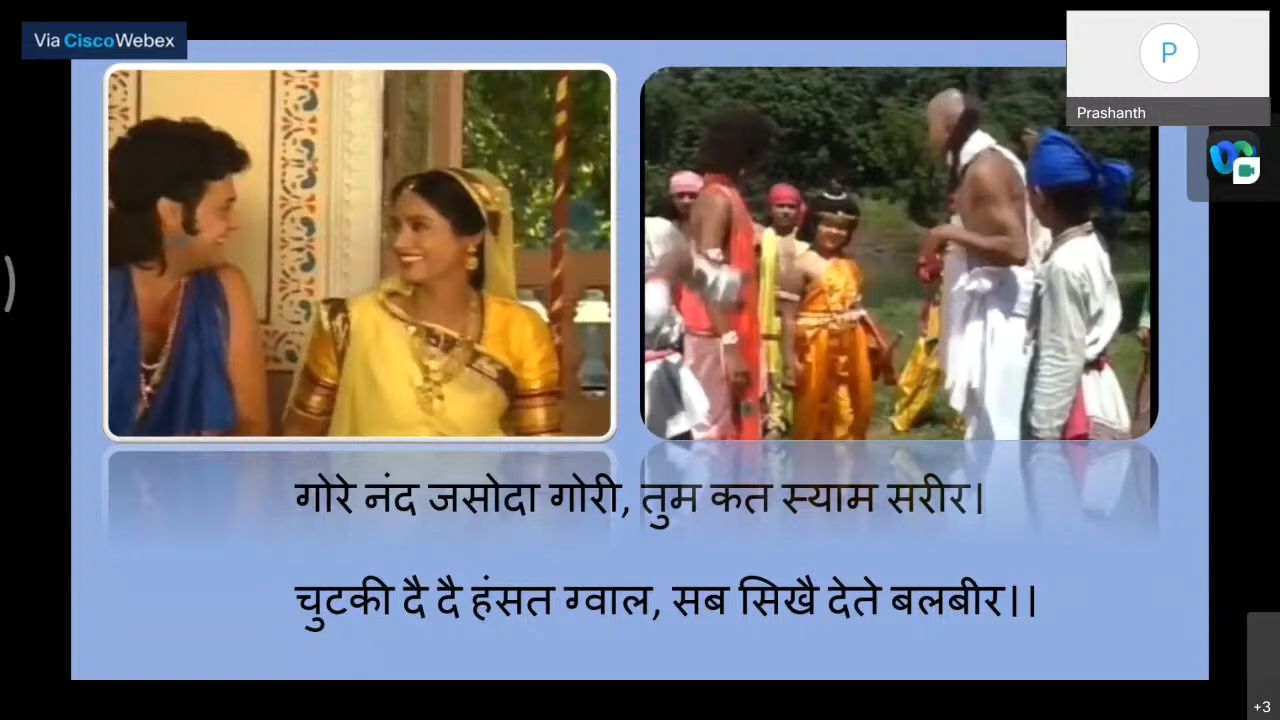 Via CiscoWebex
P
Prashanth
गोरे नंद जसोदा गोरी, तुम कत स्याम सरीर।
चुटकी दै दै हंसत ग्वाल, सब सिखै देते बलबीर।।
+3